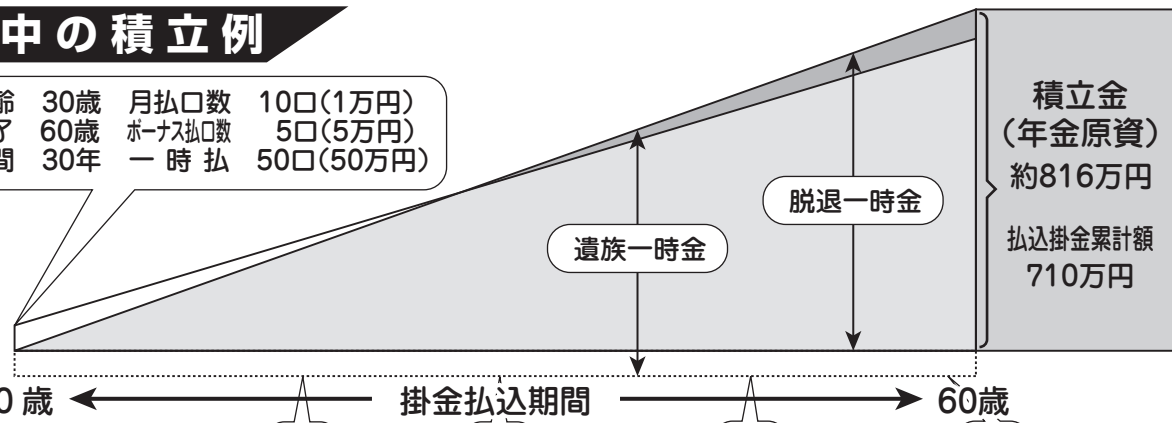 中の積立例
齢 30歳 月払口数 10口(1万円)
了 60歳 ボーナス払口数 5口(5万円)
間 30年 一時払 50口(50万円)
積立金
(年金原資)
約816万円
払込掛金累計額
710万円
脱退一時金
遺族一時金
0歳
掛金払込期間
60歳